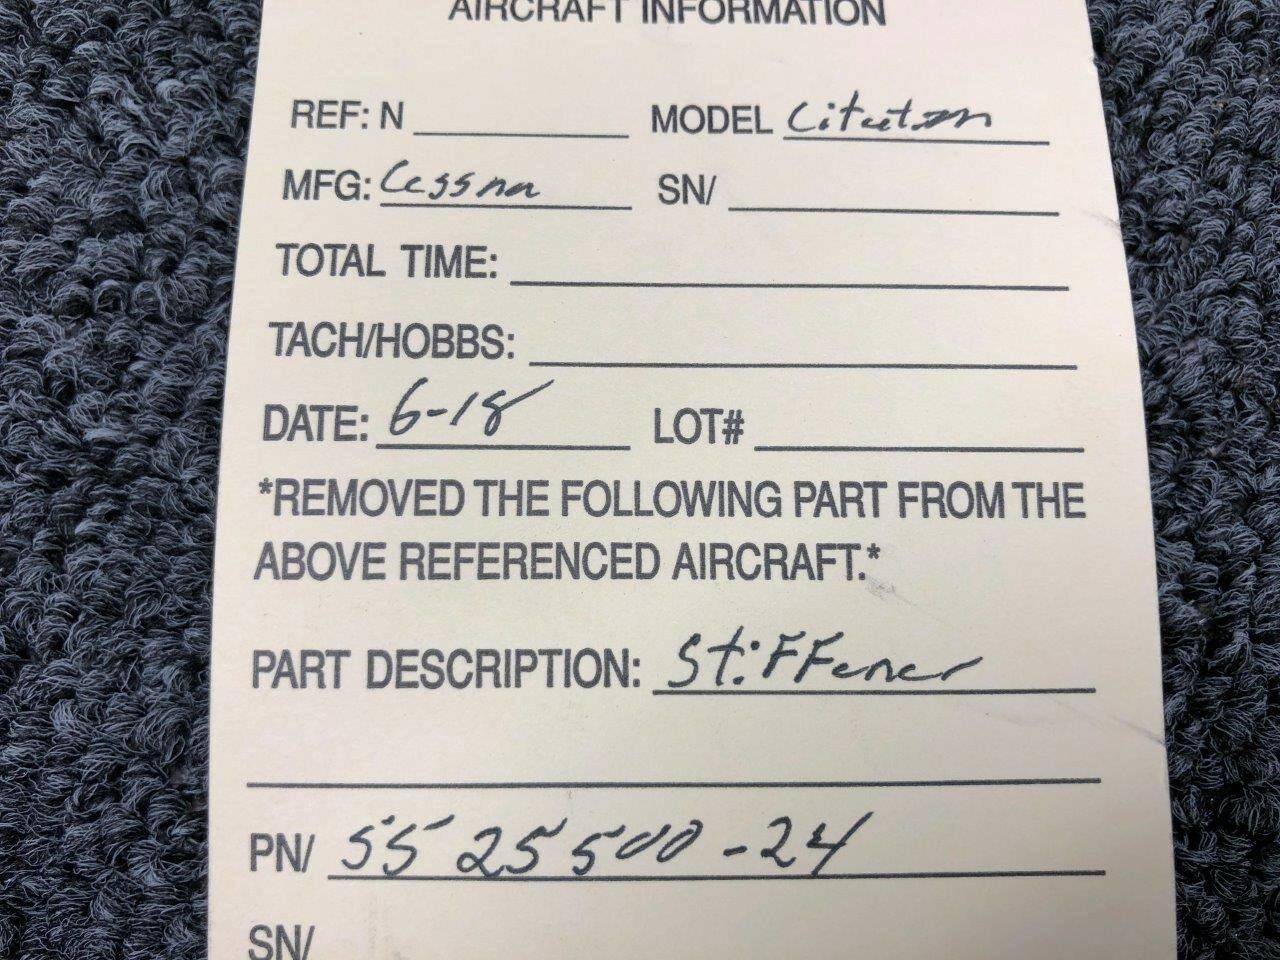 AIRCRAFT INFORMATION
REF: N MODEL Citation
MFG: Cessna SN/
TOTAL TIME:
TACH/HOBBS:
DATE: 6-18 LOT#
*REMOVED THE FOLLOWING PART FROM THE
ABOVE REFERENCED AIRCRAFT.*
PART DESCRIPTION: StiFFener
PN/ 5525500-24
SN/